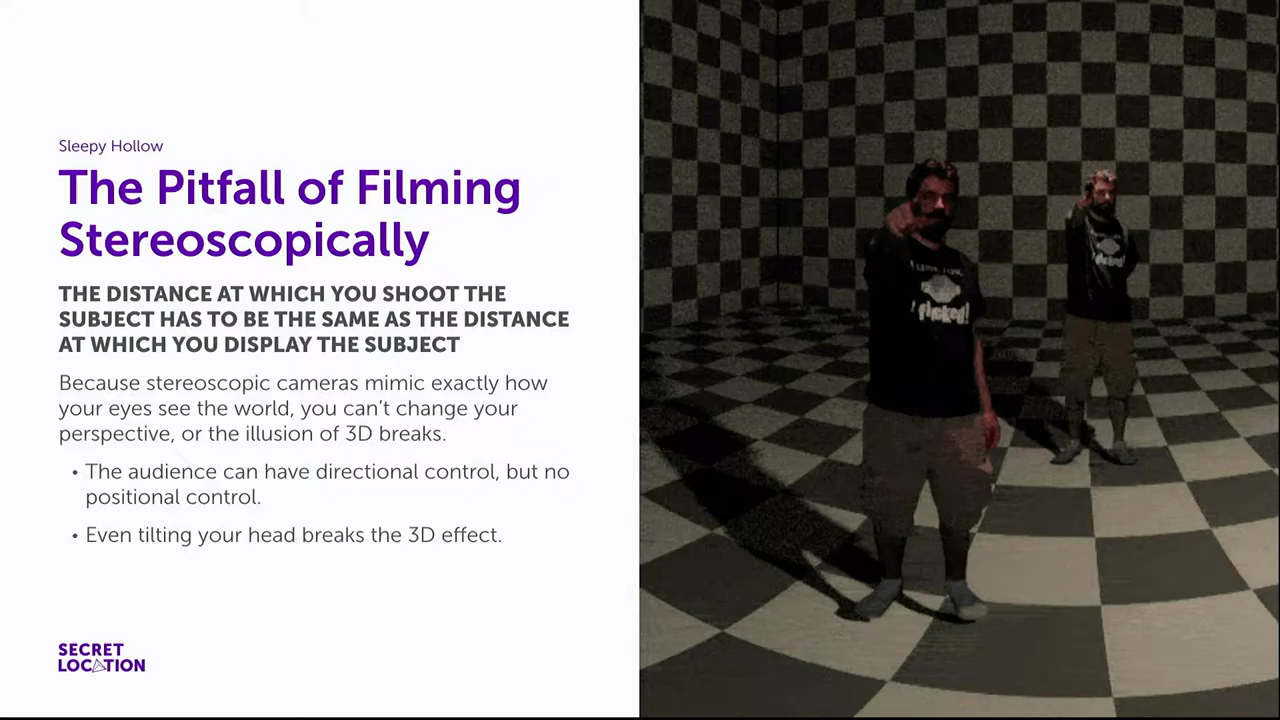 Sleepy Hollow
The Pitfall of Filming
Stereoscopically
THE DISTANCE AT WHICH YOU SHOOT THE
SUBJECT HAS TO BE THE SAME AS THE DISTANCE
AT WHICH YOU DISPLAY THE SUBJECT
Because stereoscopic cameras mimic exactly how
your eyes see the world, you can’t change your
perspective, or the illusion of 3D breaks.
• The audience can have directional control, but no
positional control.
• Even tilting your head breaks the 3D effect.
SECRET
LOCATION